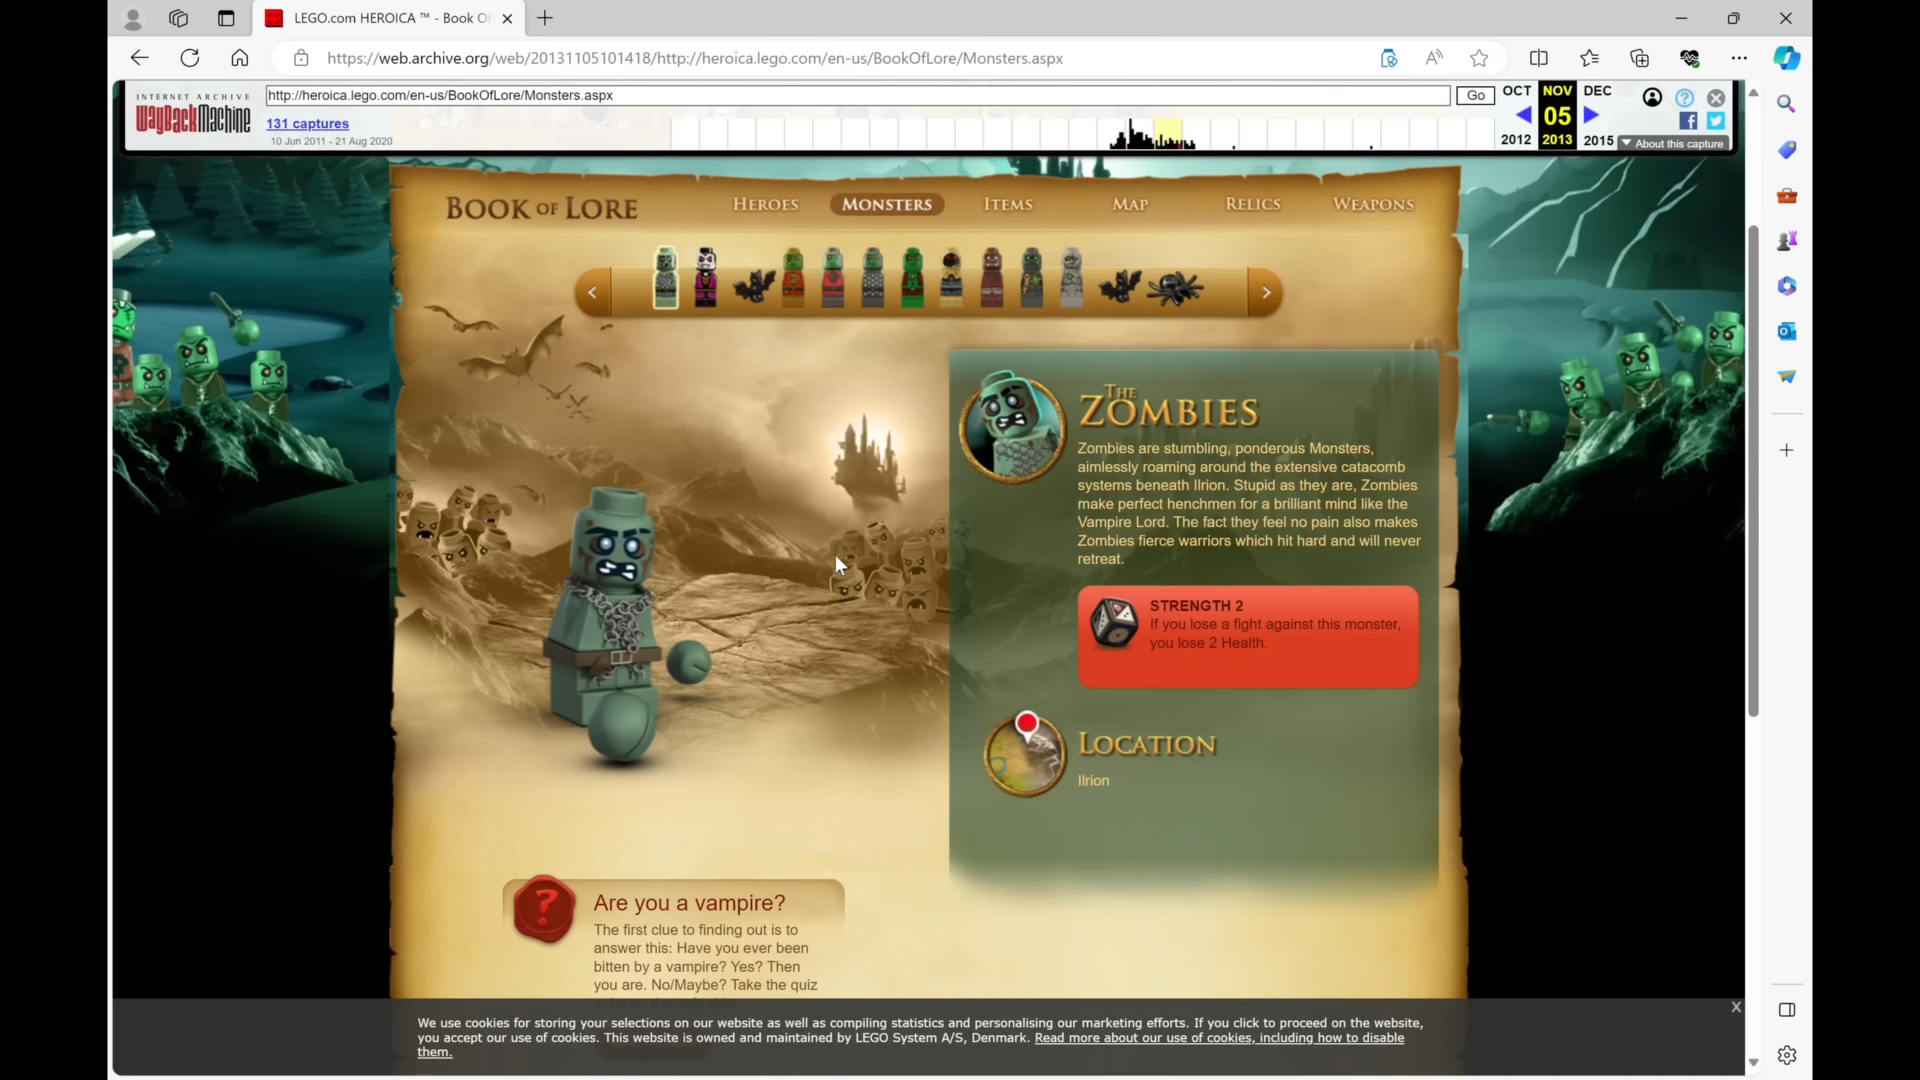 LEGO.com HEROICA ™ - Book O
https://web.archive.org/web/20131105101418/http://heroica.lego.com/en-us/BookOfLore/Monsters.aspx
INTERNET ARCHIVE
WayBackMachine
http://heroica.lego.com/en-us/BookOfLore/Monsters.aspx
Go
131 captures
10 Jun 2011 - 21 Aug 2020
OCT NOV DEC
05
2012 2013 2015
About this capture
BOOK OF LORE
HEROES MONSTERS ITEMS MAP RELICS WEAPONS
THE
ZOMBIES
Zombies are stumbling, ponderous Monsters,
aimlessly roaming around the extensive catacomb
systems beneath Ilrion. Stupid as they are, Zombies
make perfect henchmen for a brilliant mind like the
Vampire Lord. The fact they feel no pain also makes
Zombies fierce warriors which hit hard and will never
retreat.
STRENGTH 2
If you lose a fight against this monster,
you lose 2 Health.
LOCATION
Ilrion
Are you a vampire?
The first clue to finding out is to
answer this: Have you ever been
bitten by a vampire? Yes? Then
you are. No/Maybe? Take the quiz
We use cookies for storing your selections on our website as well as compiling statistics and personalising our marketing efforts. If you click to proceed on the website,
you accept our use of cookies. This website is owned and maintained by LEGO System A/S, Denmark. Read more about our use of cookies, including how to disable
them.
X